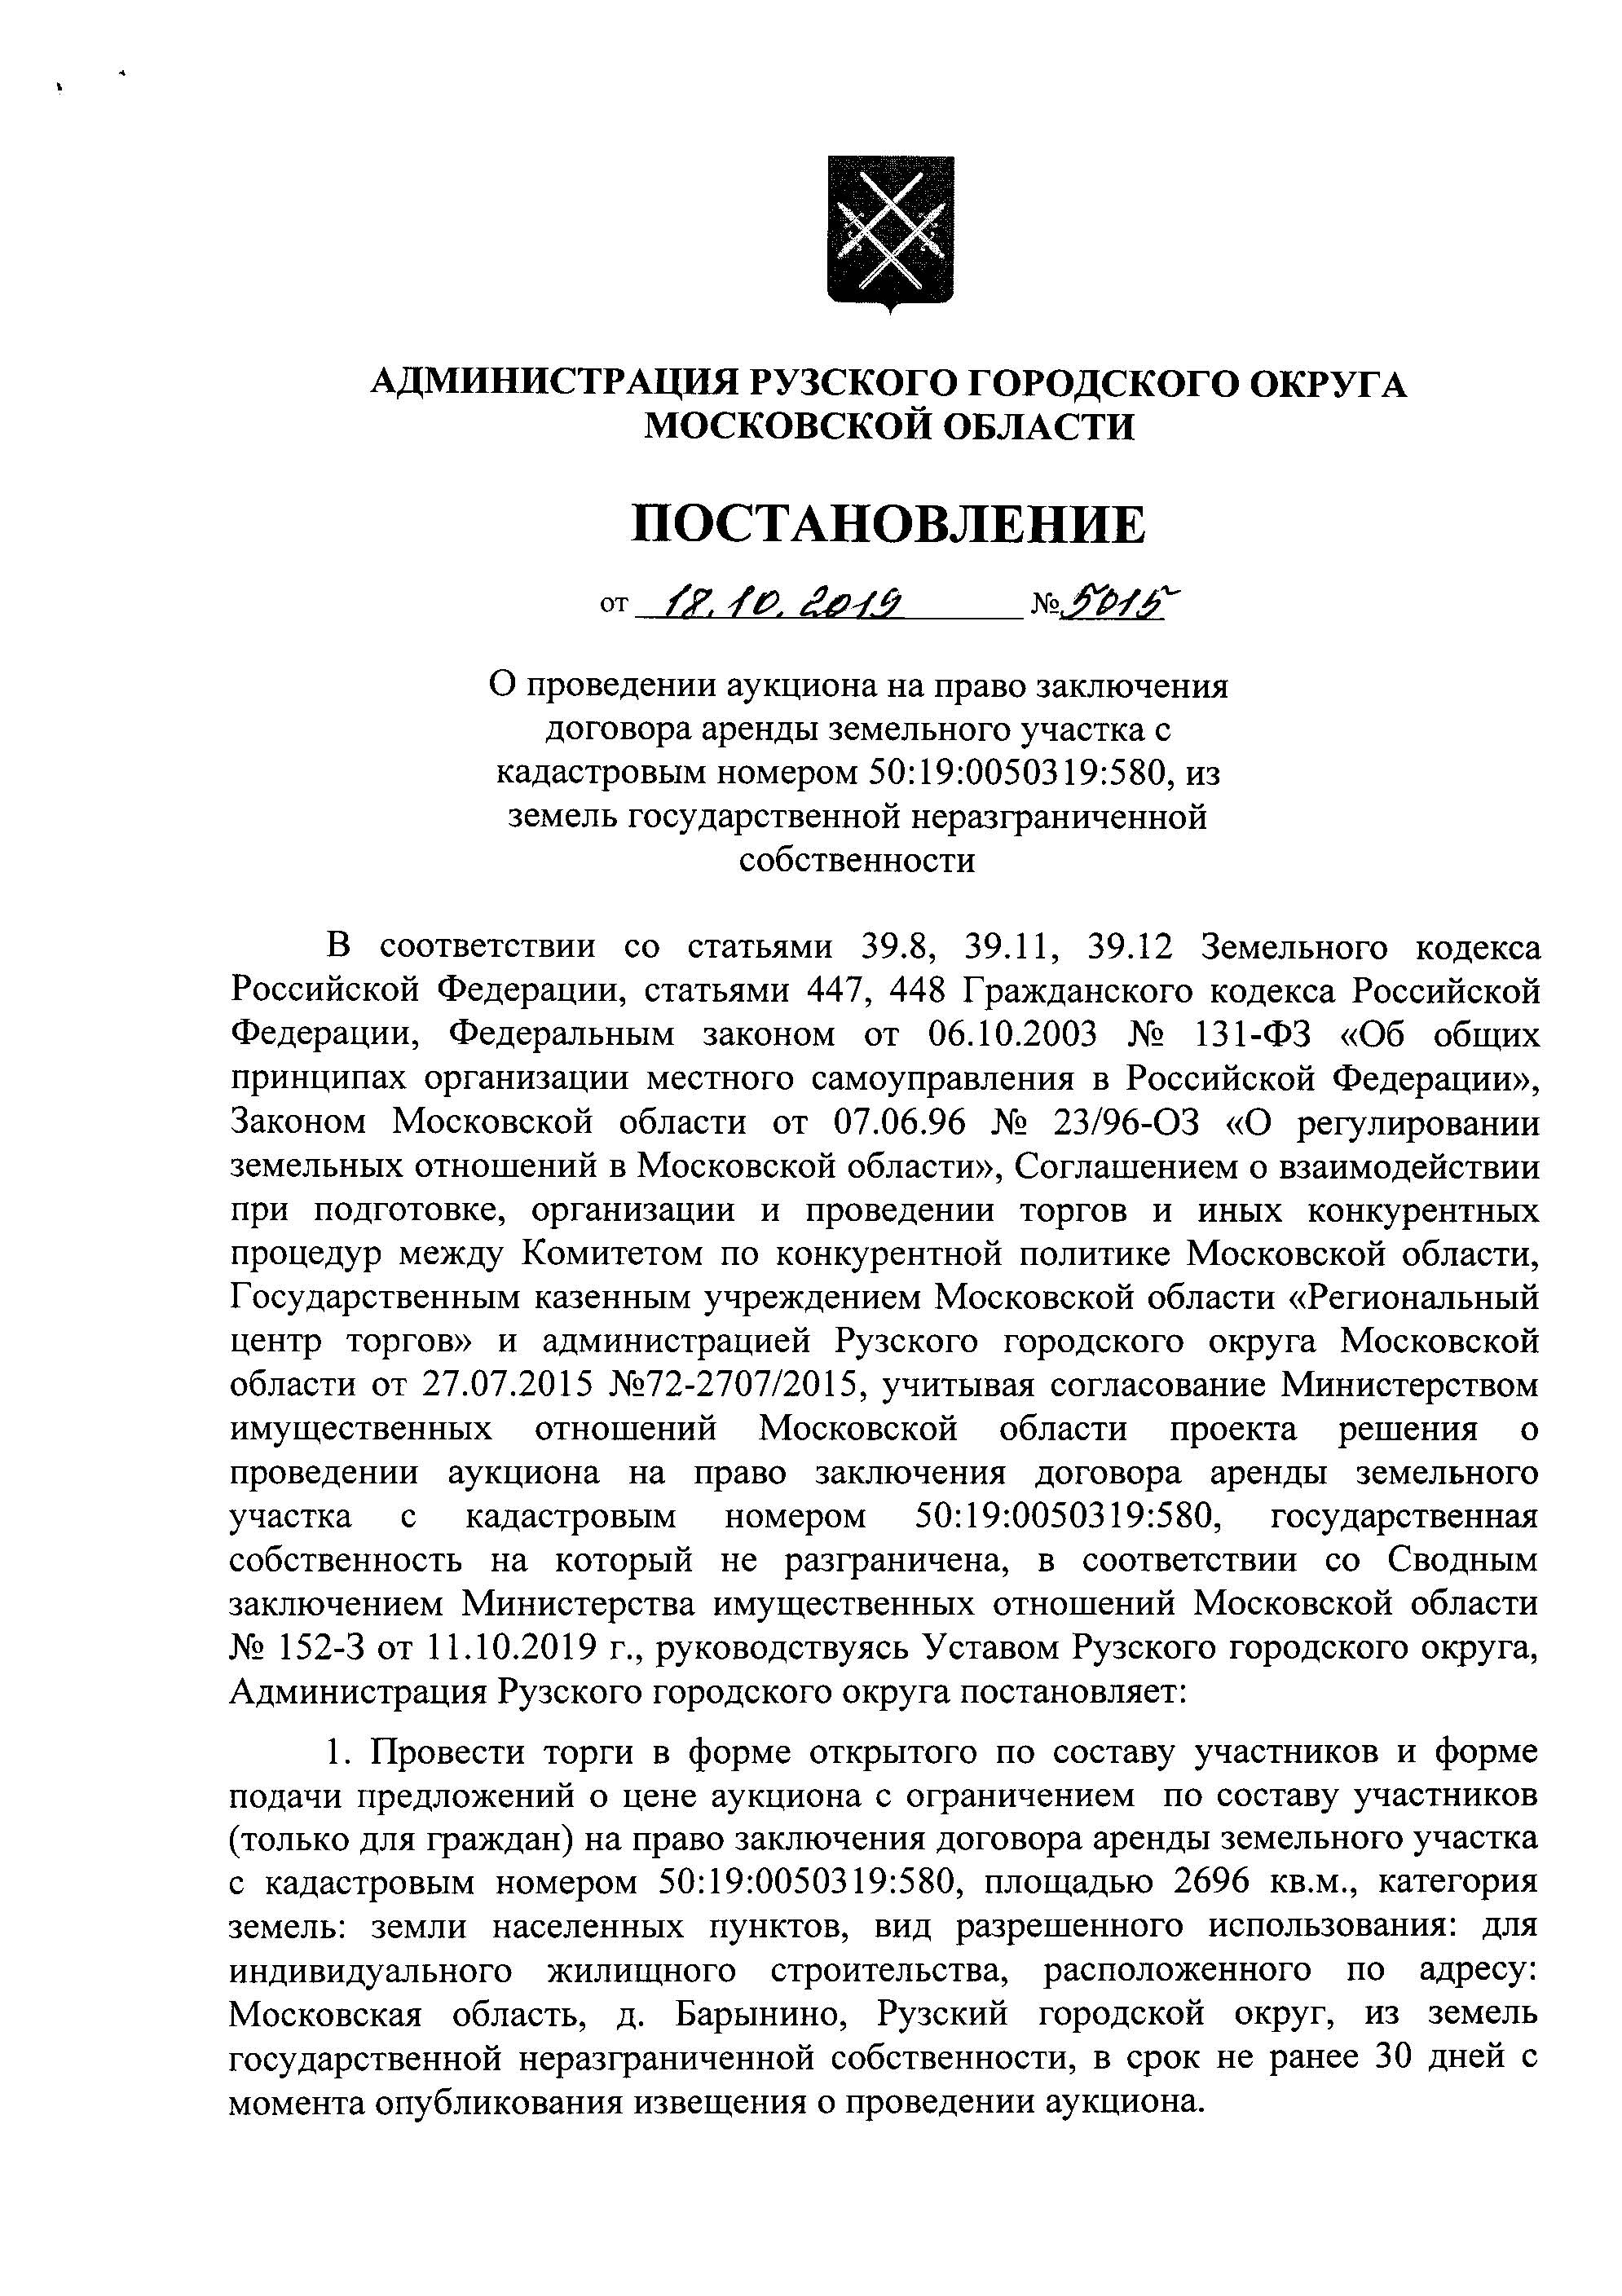 АДМИНИСТРАЦИЯ РУЗСКОГО ГОРОДСКОГО ОКРУГА
МОСКОВСКОЙ ОБЛАСТИ
ПОСТАНОВЛЕНИЕ
от 18.10.2019 № 5015
О проведении аукциона на право заключения
договора аренды земельного участка с
кадастровым номером 50:19:0050319:580, из
земель государственной неразграниченной
собственности
В соответствии со статьями 39.8, 39.11, 39.12 Земельного кодекса
Российской Федерации, статьями 447, 448 Гражданского кодекса Российской
Федерации, Федеральным законом от 06.10.2003 № 131-ФЗ «Об общих
принципах организации местного самоуправления в Российской Федерации»,
Законом Московской области от 07.06.96 № 23/96-ОЗ «О регулировании
земельных отношений в Московской области», Соглашением о взаимодействии
при подготовке, организации и проведении торгов и иных конкурентных
процедур между Комитетом по конкурентной политике Московской области,
Государственным казенным учреждением Московской области «Региональный
центр торгов» и администрацией Рузского городского округа Московской
области от 27.07.2015 №72-2707/2015, учитывая согласование Министерством
имущественных отношений Московской области проекта решения о
проведении аукциона на право заключения договора аренды земельного
участка с кадастровым номером 50:19:0050319:580, государственная
собственность на который не разграничена, в соответствии со Сводным
заключением Министерства имущественных отношений Московской области
№ 152-З от 11.10.2019 г., руководствуясь Уставом Рузского городского округа,
Администрация Рузского городского округа постановляет:
1. Провести торги в форме открытого по составу участников и форме
подачи предложений о цене аукциона с ограничением по составу участников
(только для граждан) на право заключения договора аренды земельного участка
с кадастровым номером 50:19:0050319:580, площадью 2696 кв.м., категория
земель: земли населенных пунктов, вид разрешенного использования: для
индивидуального жилищного строительства, расположенного по адресу:
Московская область, д. Барынино, Рузский городской округ, из земель
государственной неразграниченной собственности, в срок не ранее 30 дней с
момента опубликования извещения о проведении аукциона.